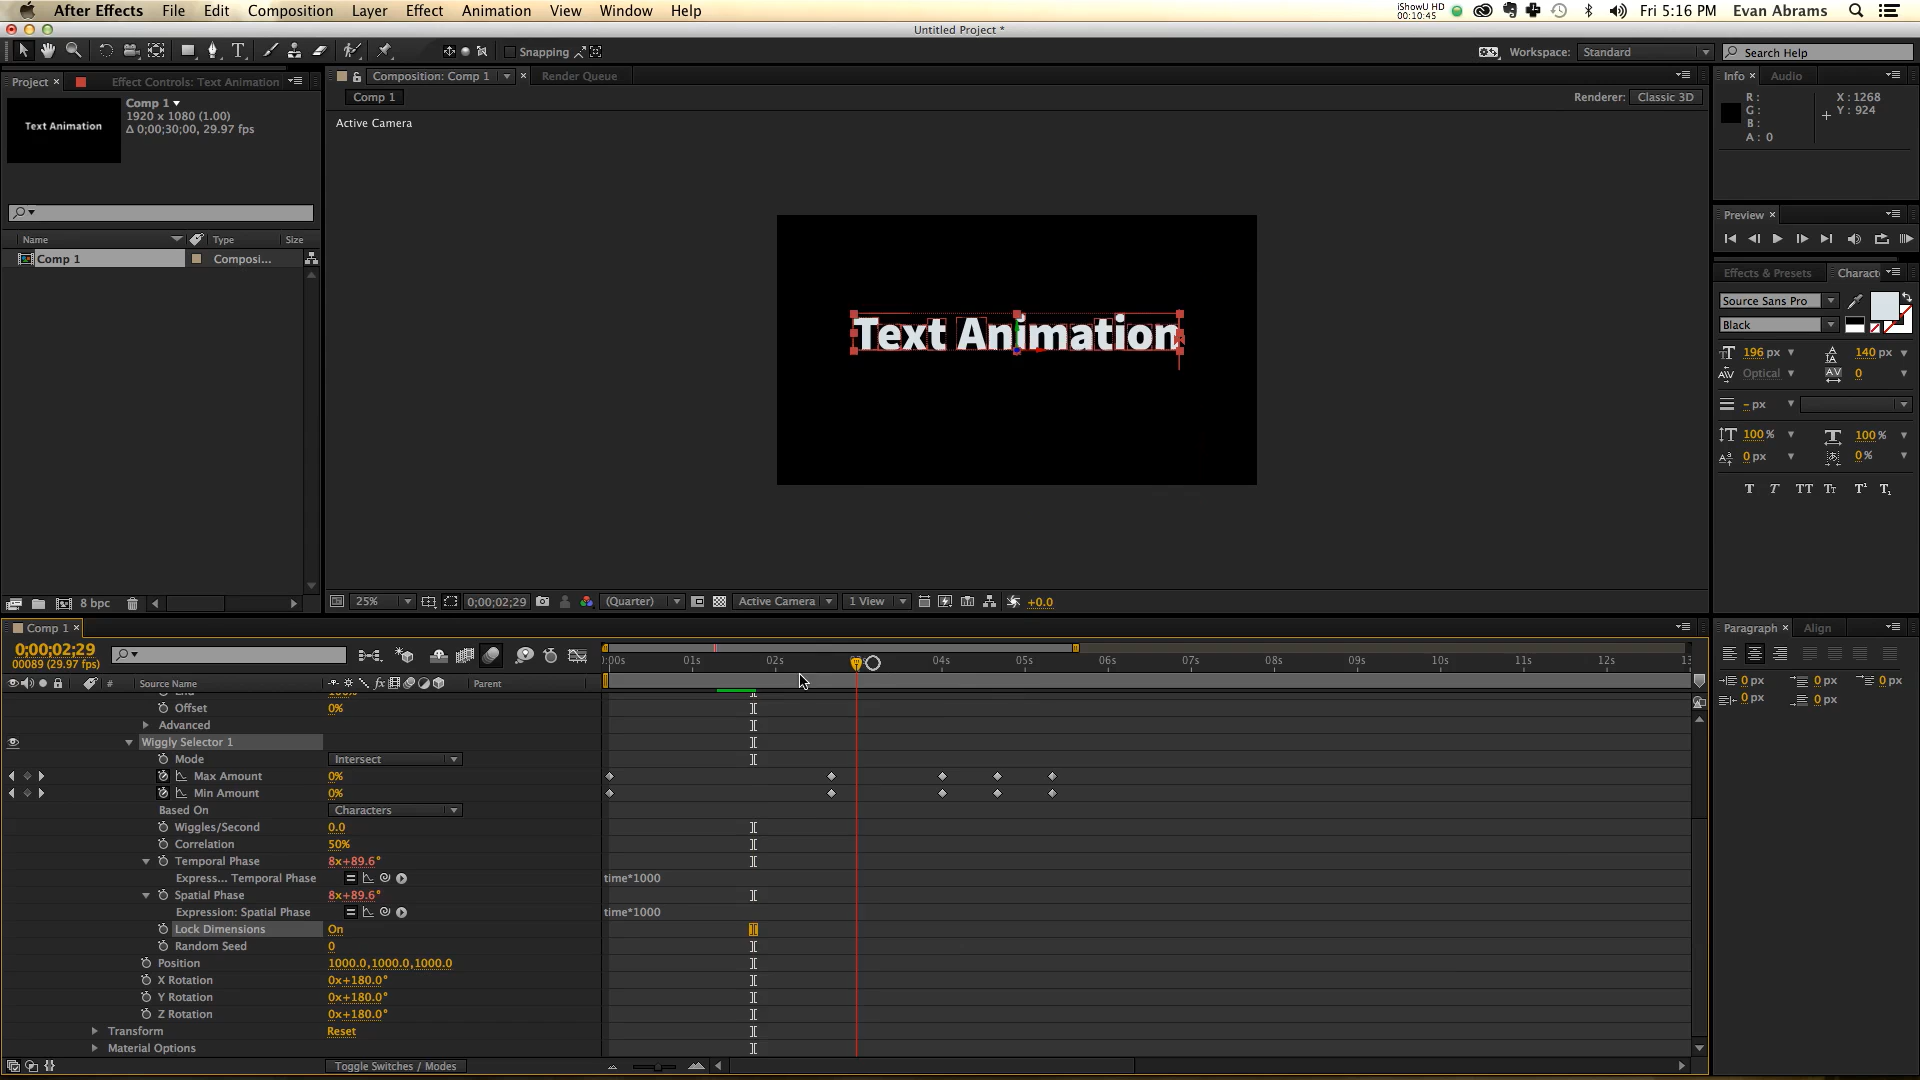 After Effects File Edit Composition Layer Effect Animation View Window Help iShowU HD 00:10:45 Fri 5:16 PM Evan Abrams
Untitled Project *
Snapping Workspace: Standard Search Help
Project Effect Controls: Text Animation
Composition: Comp 1 Render Queue
Info Audio
Comp 1
1920 x 1080 (1.00)
Δ 0;00;30;00, 29.97 fps
Text Animation
Comp 1
Renderer: Classic 3D
R :
G :
B :
A : 0
X : 1268
Y : 924
Active Camera
Text Animation
Name Type Size
Comp 1 Composi...
Preview
Effects & Presets Charact
Source Sans Pro
Black
196 px 140 px
Optical 0
- px
100 % 100 %
0 px 0 %
T T TT Tt T¹ T₁
8 bpc
25% 0;00;02;29 (Quarter) Active Camera 1 View +0.0
Comp 1
0;00;02;29
00089 (29.97 fps)
:00s 01s 02s 04s 05s 06s 07s 08s 09s 10s 11s 12s 13
# Source Name fx Parent
Offset 0%
Advanced
Wiggly Selector 1
Mode Intersect
Max Amount 0%
Min Amount 0%
Based On Characters
Wiggles/Second 0.0
Correlation 50%
Temporal Phase 8x+89.6°
Express... Temporal Phase time*1000
Spatial Phase 8x+89.6°
Expression: Spatial Phase time*1000
Lock Dimensions On
Random Seed 0
Position 1000.0,1000.0,1000.0
X Rotation 0x+180.0°
Y Rotation 0x+180.0°
Z Rotation 0x+180.0°
Transform Reset
Material Options
Toggle Switches / Modes
Paragraph Align
0 px 0 px 0 px
0 px 0 px